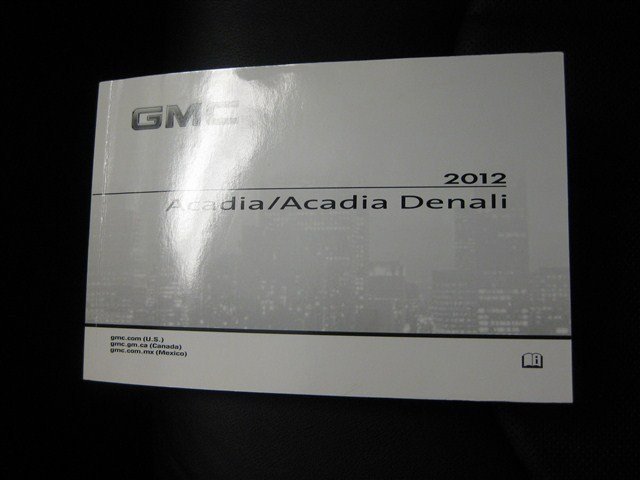 GMC
2012
Acadia/Acadia Denali
gmc.com (U.S.)
gmc.gm.ca (Canada)
gmc.com.mx (Mexico)